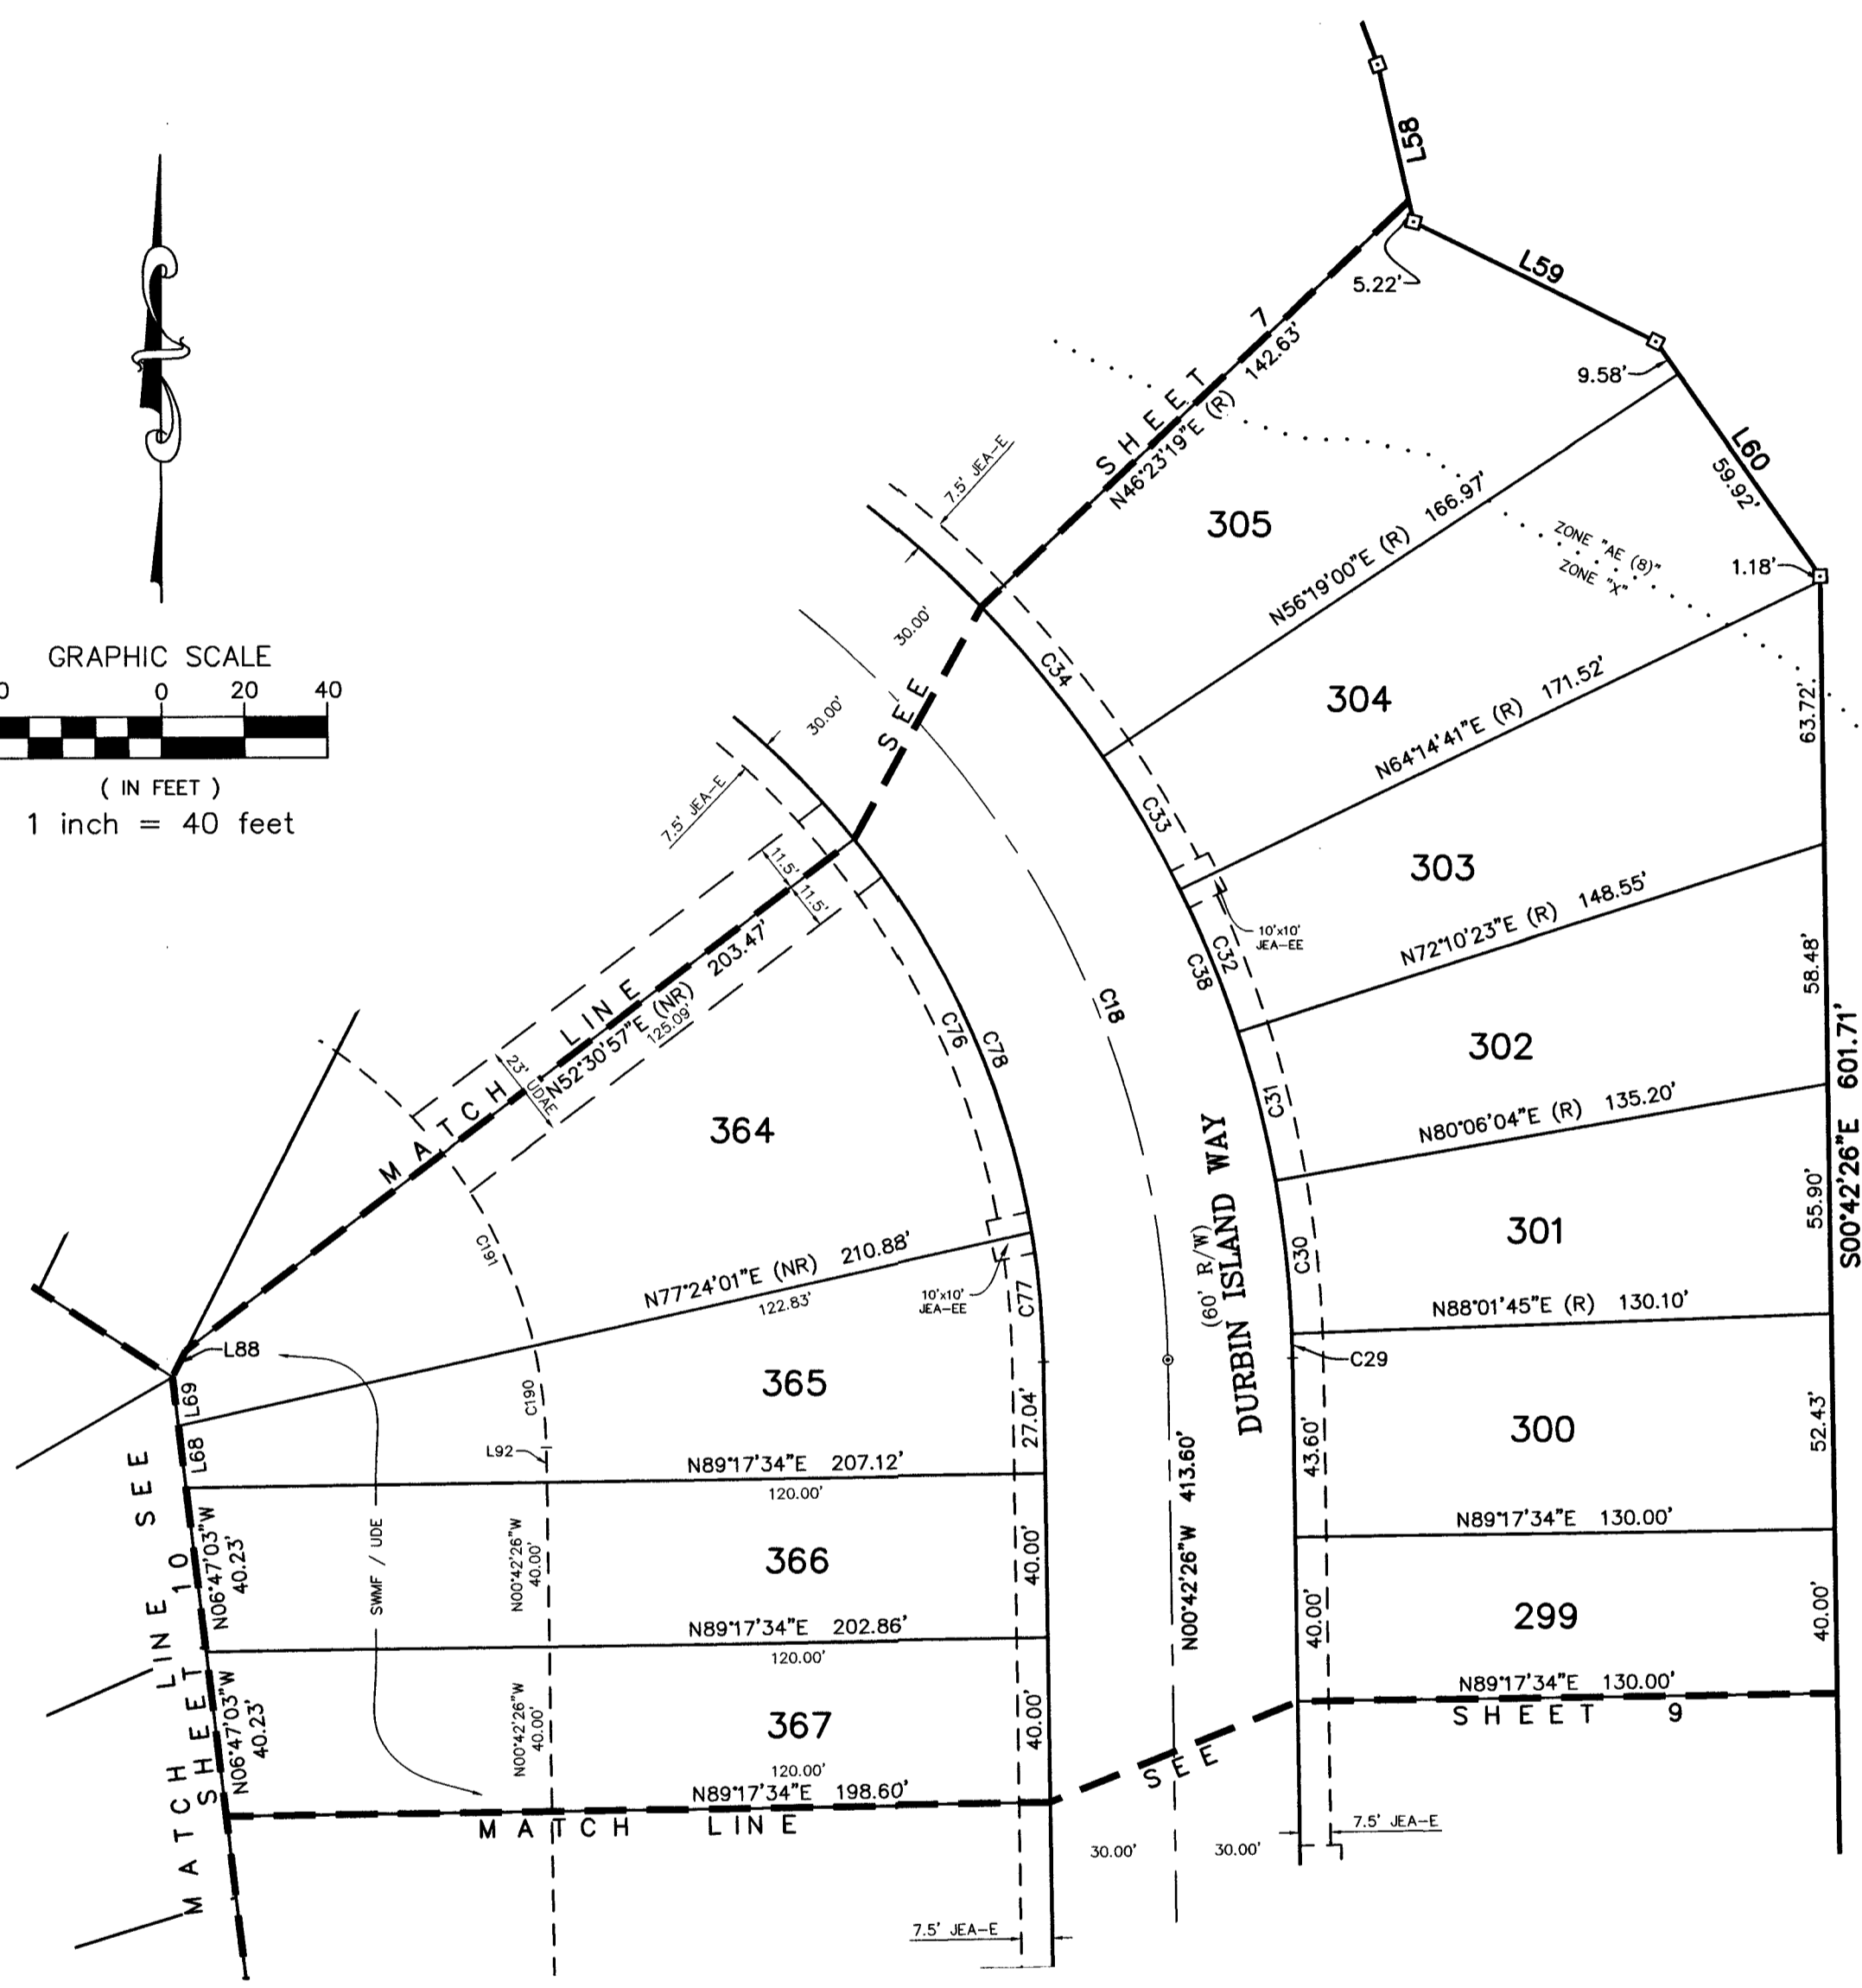 L58
L59
5.22'
SHEET 7
142.63'
N46°23'19"E (R)
9.58'
L60
59.92'
7.5' JEA-E
305
N56°19'00"E (R) 166.97'
ZONE "AE (8)"
ZONE "X"
1.18'
GRAPHIC SCALE
0 20 40
( IN FEET )
1 inch = 40 feet
30.00'
30.00'
SEE
C34
304
N64°14'41"E (R) 171.52'
63.72'
7.5' JEA-E
11.5'
11.5'
C33
303
10'x10'
JEA-EE
N72°10'23"E (R) 148.55'
C32
C38
58.48'
MATCH LINE
203.47'
N52°30'57"E (NR)
125.09'
23' UDAE
C18
C76
C78
302
S00°42'26"E 601.71'
364
C31
N80°06'04"E (R) 135.20'
55.90'
C191
N77°24'01"E (NR) 210.88'
122.83'
10'x10'
JEA-EE
C77
DURBIN ISLAND WAY
(60' R/W)
C30
301
N88°01'45"E (R) 130.10'
L88
C29
365
L69
L68
C190
L92
27.04'
N89°17'34"E 207.12'
120.00'
N00°42'26"W 413.60'
43.60'
300
52.43'
N89°17'34"E 130.00'
MATCH LINE SEE
SHEET 10
N06°47'03"W
40.23'
SWMF / UDE
N00°42'26"W
40.00'
366
40.00'
N89°17'34"E 202.86'
120.00'
40.00'
299
40.00'
N89°17'34"E 130.00'
SHEET 9
N06°47'03"W
40.23'
N00°42'26"W
40.00'
367
40.00'
120.00'
N89°17'34"E 198.60'
MATCH LINE
SEE
30.00'
30.00'
7.5' JEA-E
7.5' JEA-E